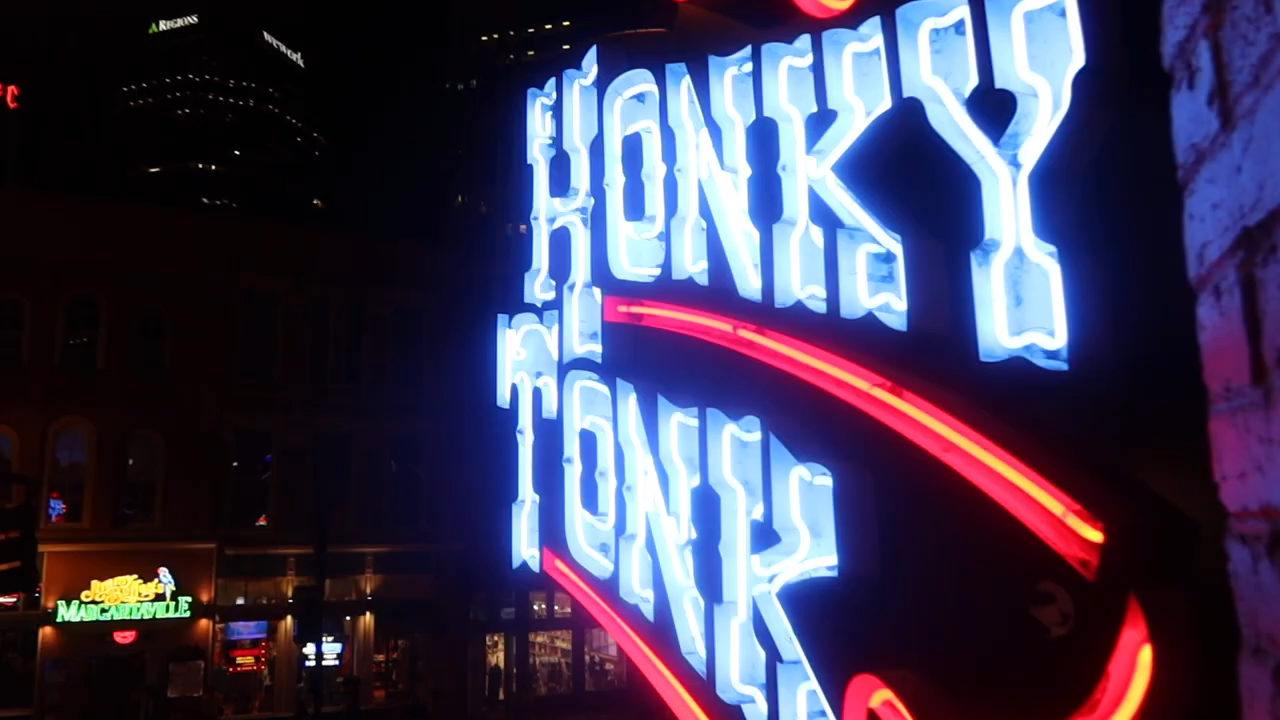 REGIONS
wework
HONKY
TONK
Jimmy Buffett's
MARGARITAVILLE